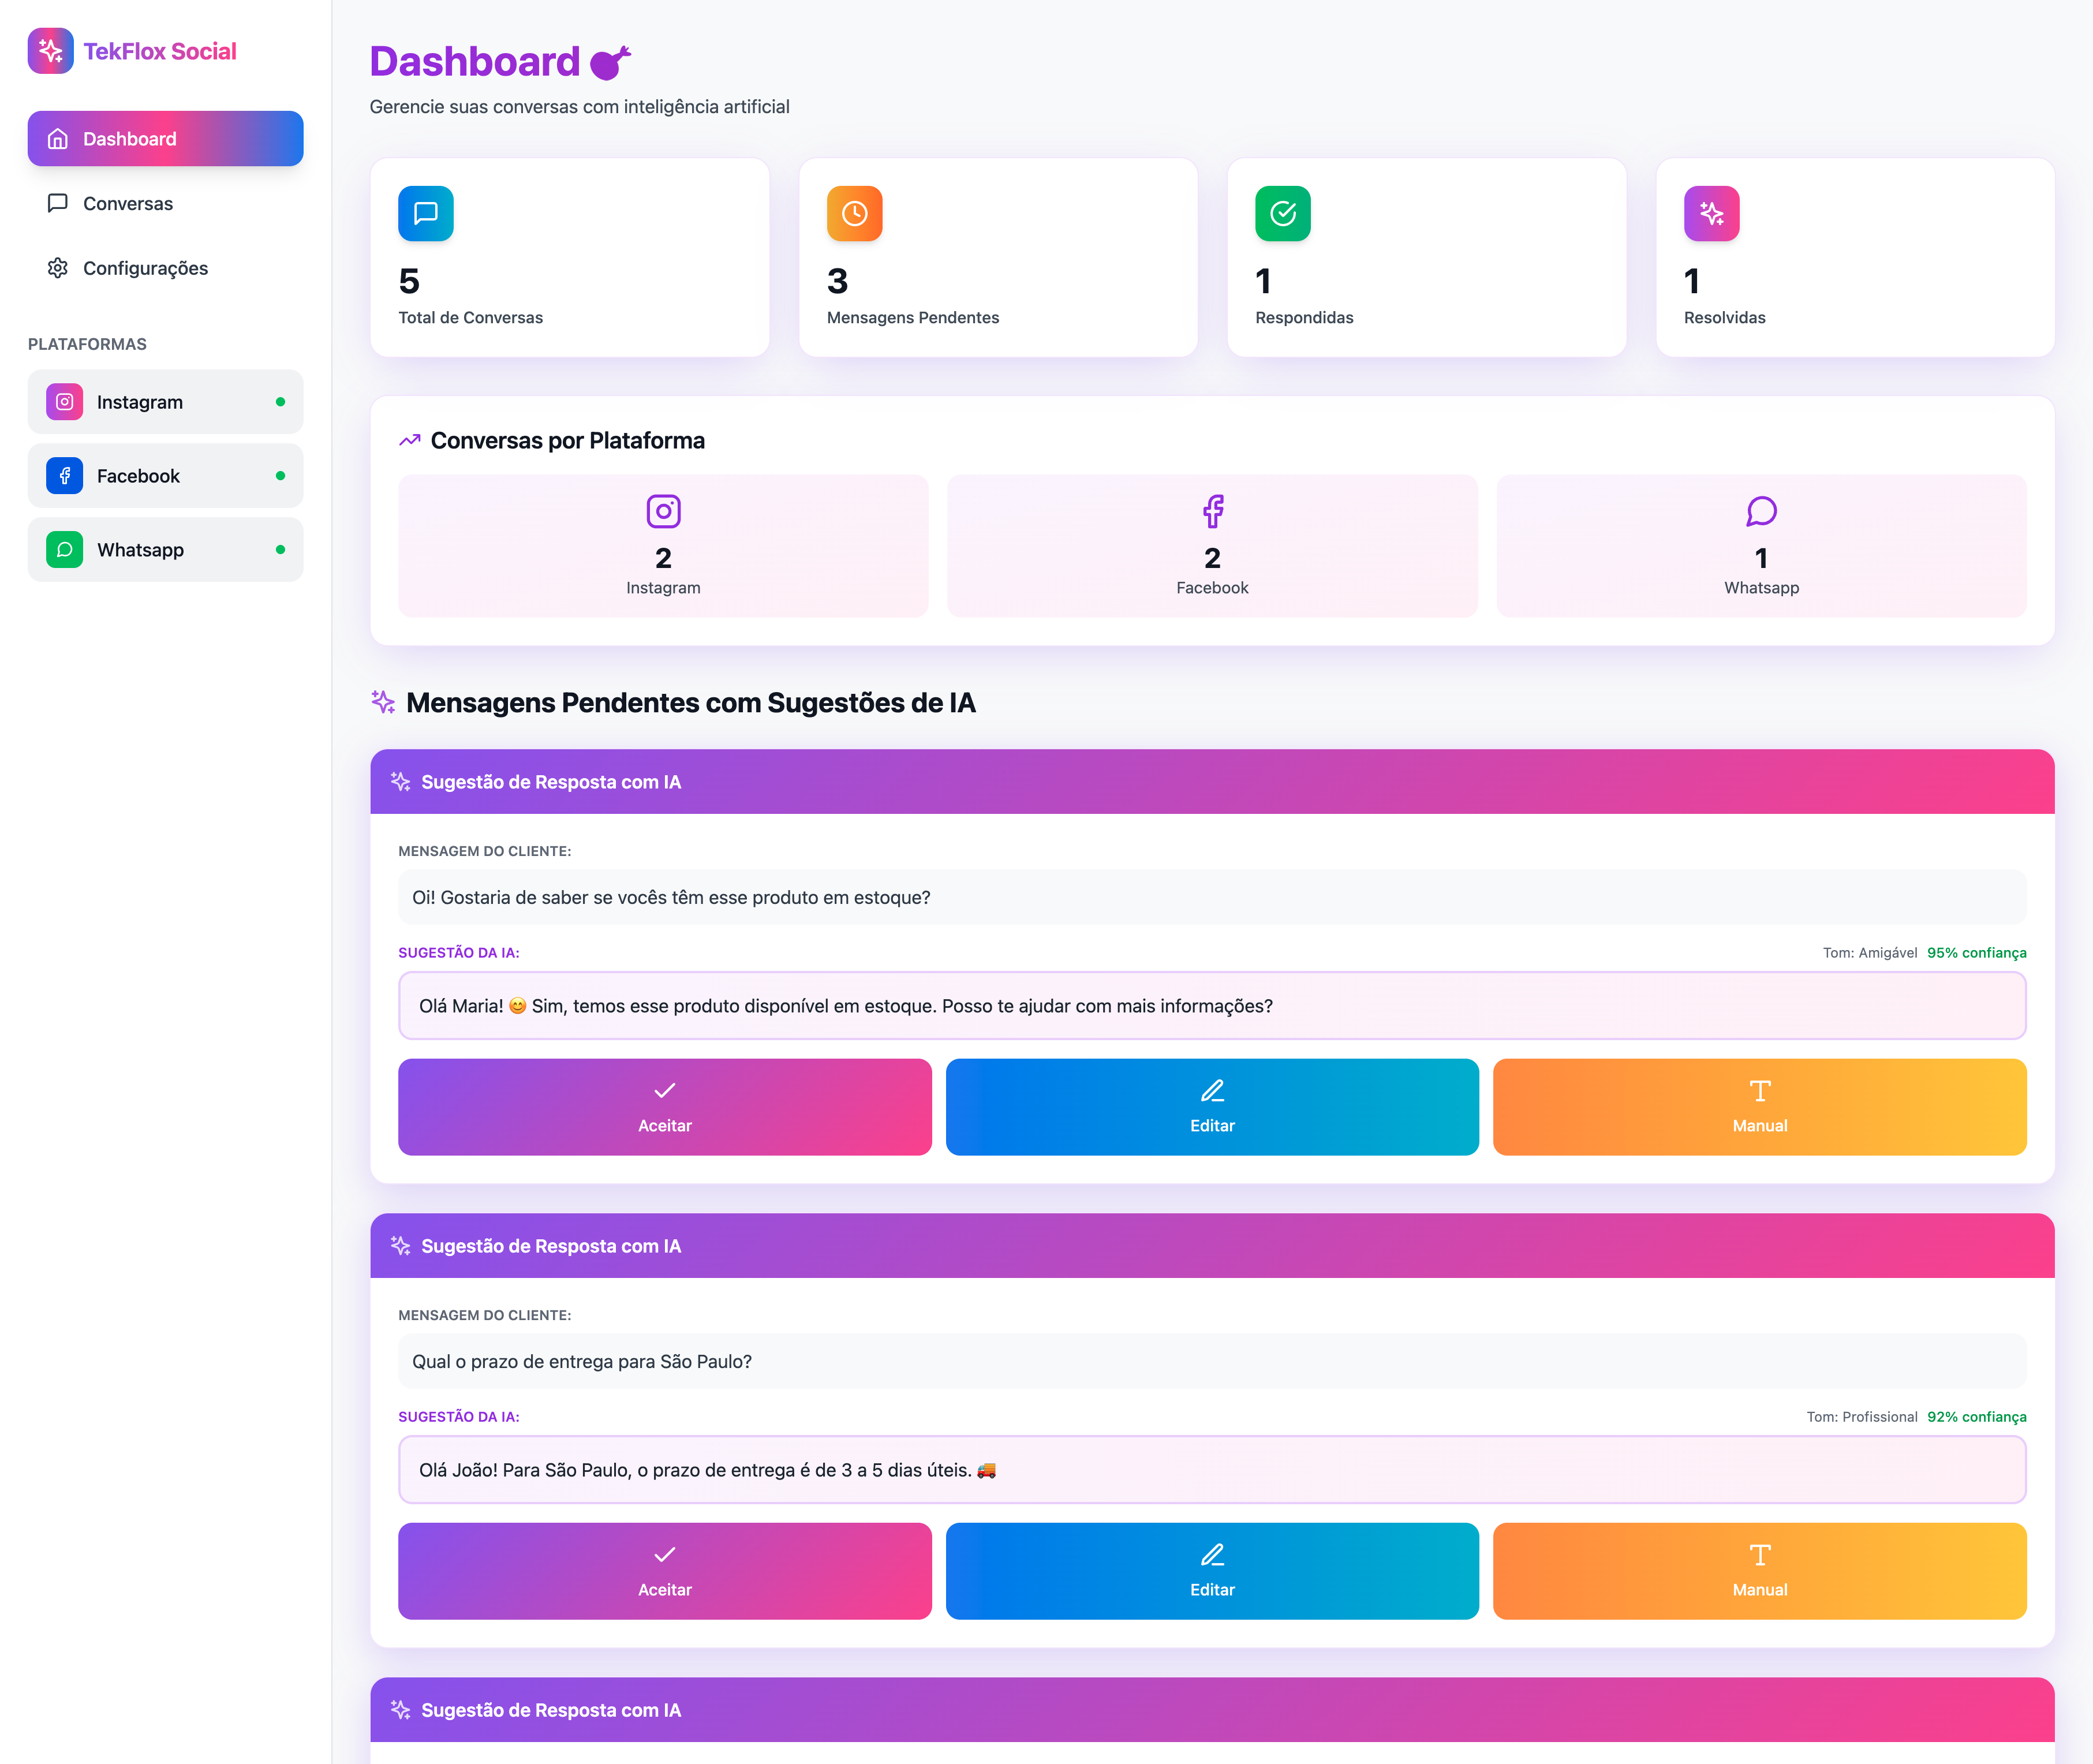 TekFlox Social
Dashboard
Conversas
Configurações
PLATAFORMAS
Instagram
Facebook
Whatsapp
Dashboard
Gerencie suas conversas com inteligência artificial
5
Total de Conversas
3
Mensagens Pendentes
1
Respondidas
1
Resolvidas
Conversas por Plataforma
2
Instagram
2
Facebook
1
Whatsapp
Mensagens Pendentes com Sugestões de IA
Sugestão de Resposta com IA
MENSAGEM DO CLIENTE:
Oi! Gostaria de saber se vocês têm esse produto em estoque?
SUGESTÃO DA IA:
Tom: Amigável 95% confiança
Olá Maria! 😊 Sim, temos esse produto disponível em estoque. Posso te ajudar com mais informações?
Aceitar
Editar
Manual
Sugestão de Resposta com IA
MENSAGEM DO CLIENTE:
Qual o prazo de entrega para São Paulo?
SUGESTÃO DA IA:
Tom: Profissional 92% confiança
Olá João! Para São Paulo, o prazo de entrega é de 3 a 5 dias úteis. 🚚
Aceitar
Editar
Manual
Sugestão de Resposta com IA